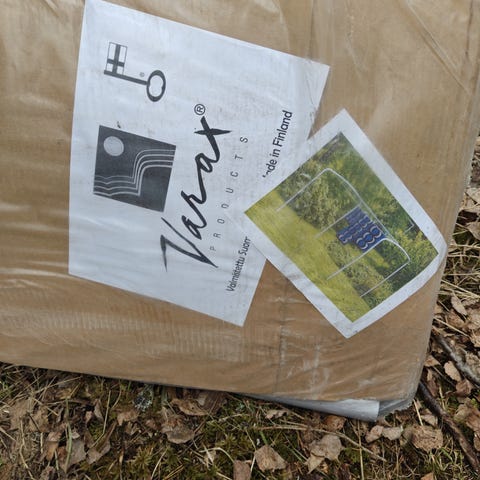 Varax®
PRODUCTS
Valmistettu Suom
de in Finland